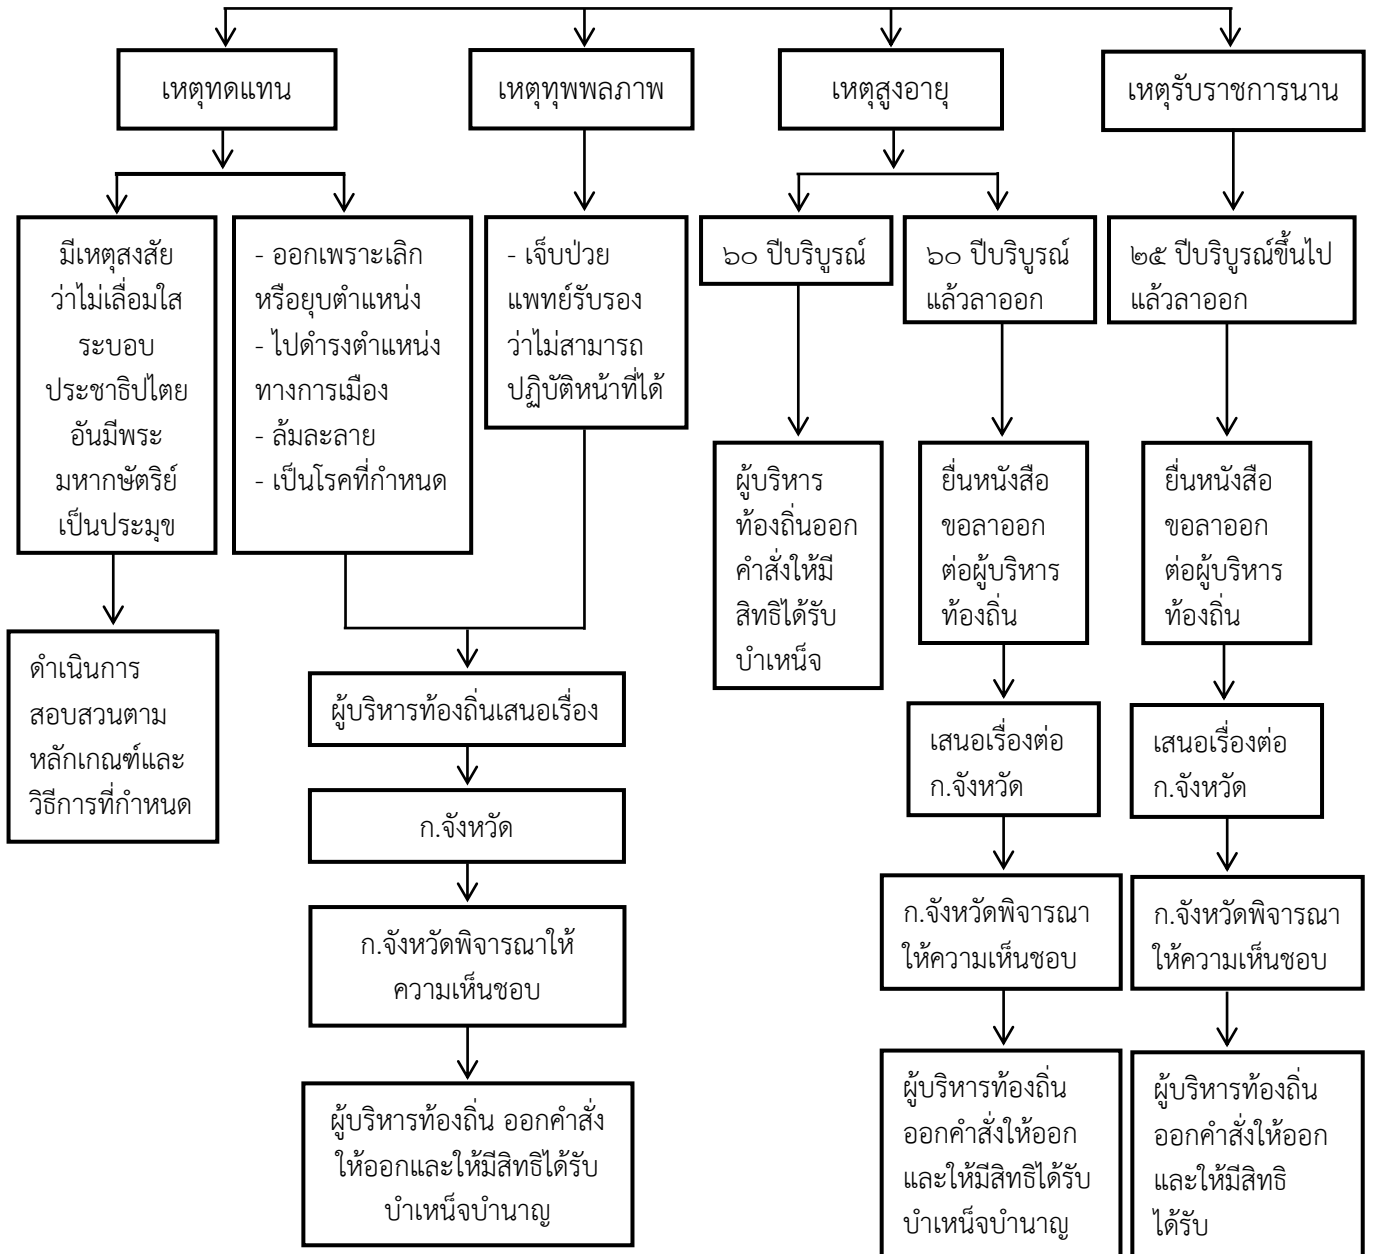 เหตุทดแทน
เหตุทุพพลภาพ
เหตุสูงอายุ
เหตุรับราชการนาน
มีเหตุสงสัย
ว่าไม่เลื่อมใส
ระบอบ
ประชาธิปไตย
อันมีพระ
มหากษัตริย์
เป็นประมุข
- ออกเพราะเลิก
หรือยุบตำแหน่ง
- ไปดำรงตำแหน่ง
ทางการเมือง
- ล้มละลาย
- เป็นโรคที่กำหนด
- เจ็บป่วย
แพทย์รับรอง
ว่าไม่สามารถ
ปฏิบัติหน้าที่ได้
๖๐ ปีบริบูรณ์
๖๐ ปีบริบูรณ์
แล้วลาออก
๒๕ ปีบริบูรณ์ขึ้นไป
แล้วลาออก
ดำเนินการ
สอบสวนตาม
หลักเกณฑ์และ
วิธีการที่กำหนด
ผู้บริหารท้องถิ่นเสนอเรื่อง
ก.จังหวัด
ก.จังหวัดพิจารณาให้
ความเห็นชอบ
ผู้บริหารท้องถิ่น ออกคำสั่ง
ให้ออกและให้มีสิทธิได้รับ
บำเหน็จบำนาญ
ผู้บริหาร
ท้องถิ่นออก
คำสั่งให้มี
สิทธิได้รับ
บำเหน็จ
ยื่นหนังสือ
ขอลาออก
ต่อผู้บริหาร
ท้องถิ่น
เสนอเรื่องต่อ
ก.จังหวัด
ก.จังหวัดพิจารณา
ให้ความเห็นชอบ
ผู้บริหารท้องถิ่น
ออกคำสั่งให้ออก
และให้มีสิทธิได้รับ
บำเหน็จบำนาญ
ยื่นหนังสือ
ขอลาออก
ต่อผู้บริหาร
ท้องถิ่น
เสนอเรื่องต่อ
ก.จังหวัด
ก.จังหวัดพิจารณา
ให้ความเห็นชอบ
ผู้บริหารท้องถิ่น
ออกคำสั่งให้ออก
และให้มีสิทธิ
ได้รับ